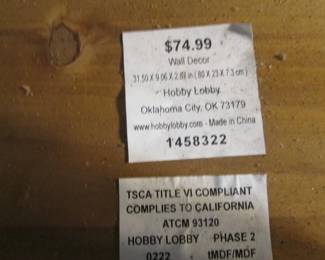 $74.99
Wall Decor
31.50 X 9.06 X 2.88 in ( 80 X 23 X 7.3 cm )
Hobby Lobby
Oklahoma City, OK 73179
www.hobbylobby.com - Made in China
1458322
TSCA TITLE VI COMPLIANT
COMPLIES TO CALIFORNIA
ATCM 93120
HOBBY LOBBY PHASE 2
0222 tMDF/MDF